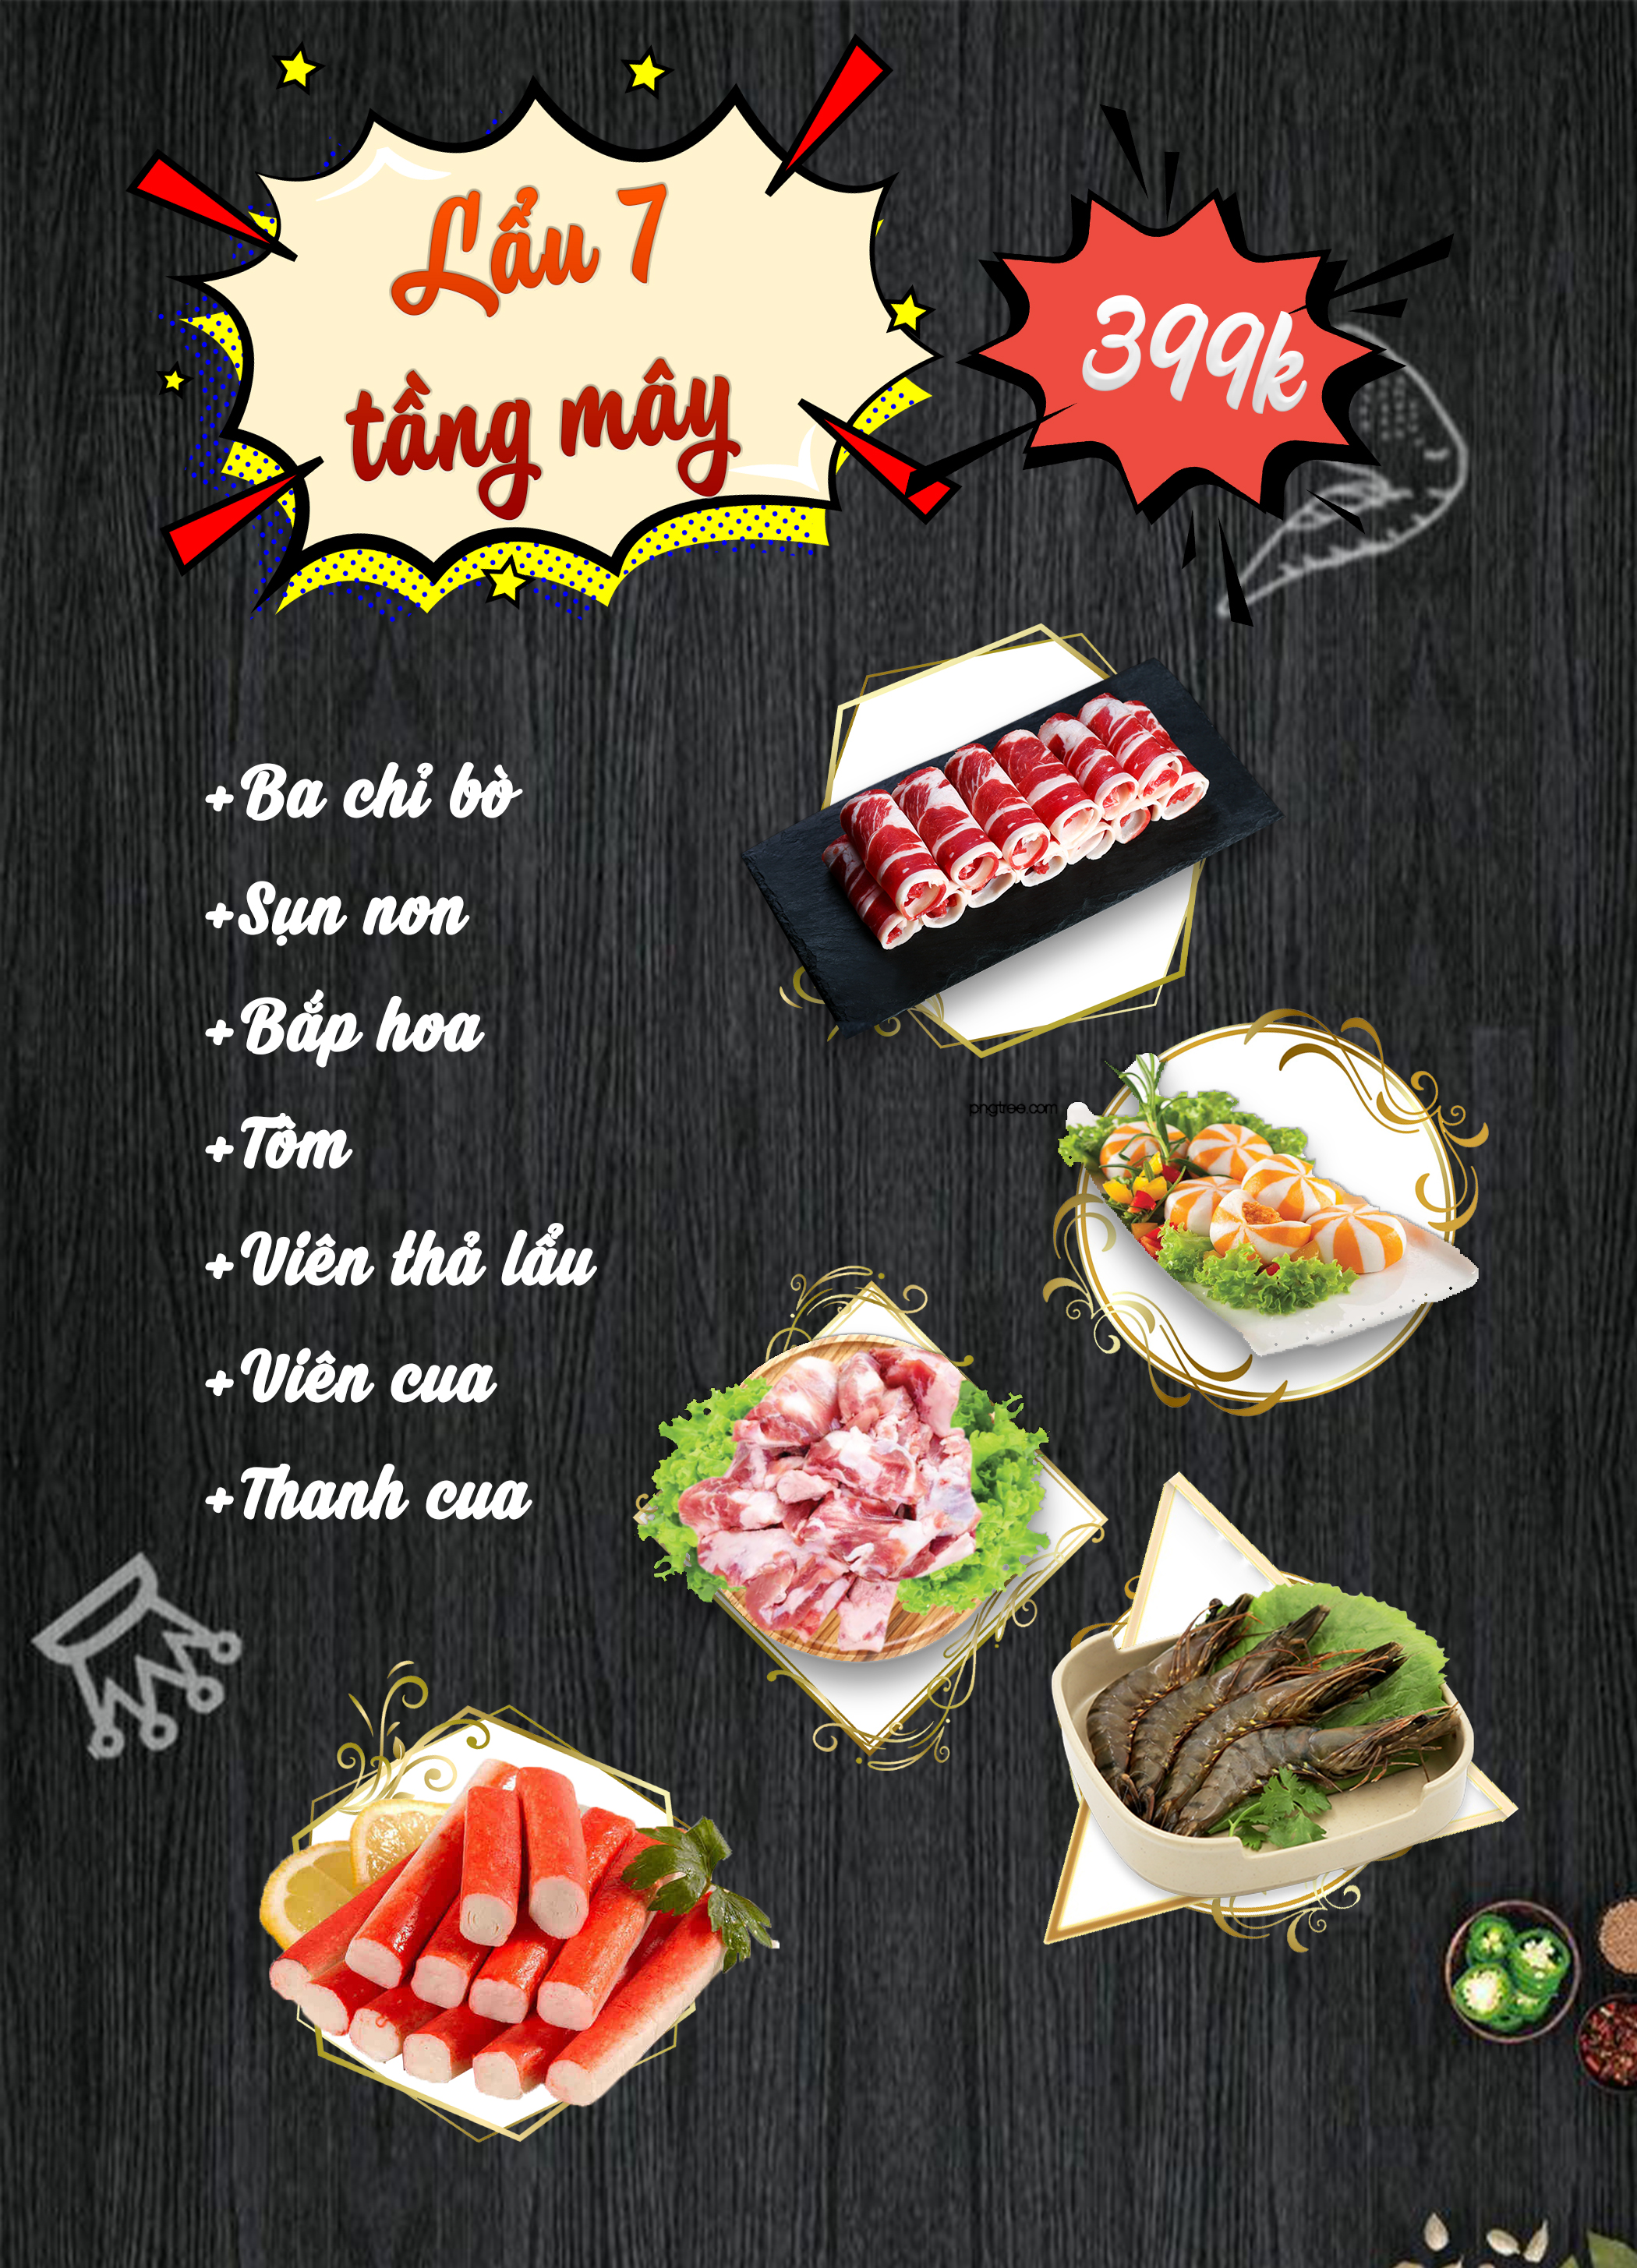 Lẩu 7
tầng mây
399k
+Ba chỉ bò
+Sụn non
+Bắp hoa
+Tôm
+Viên thả lẩu
+Viên cua
+Thanh cua
pngtree.com